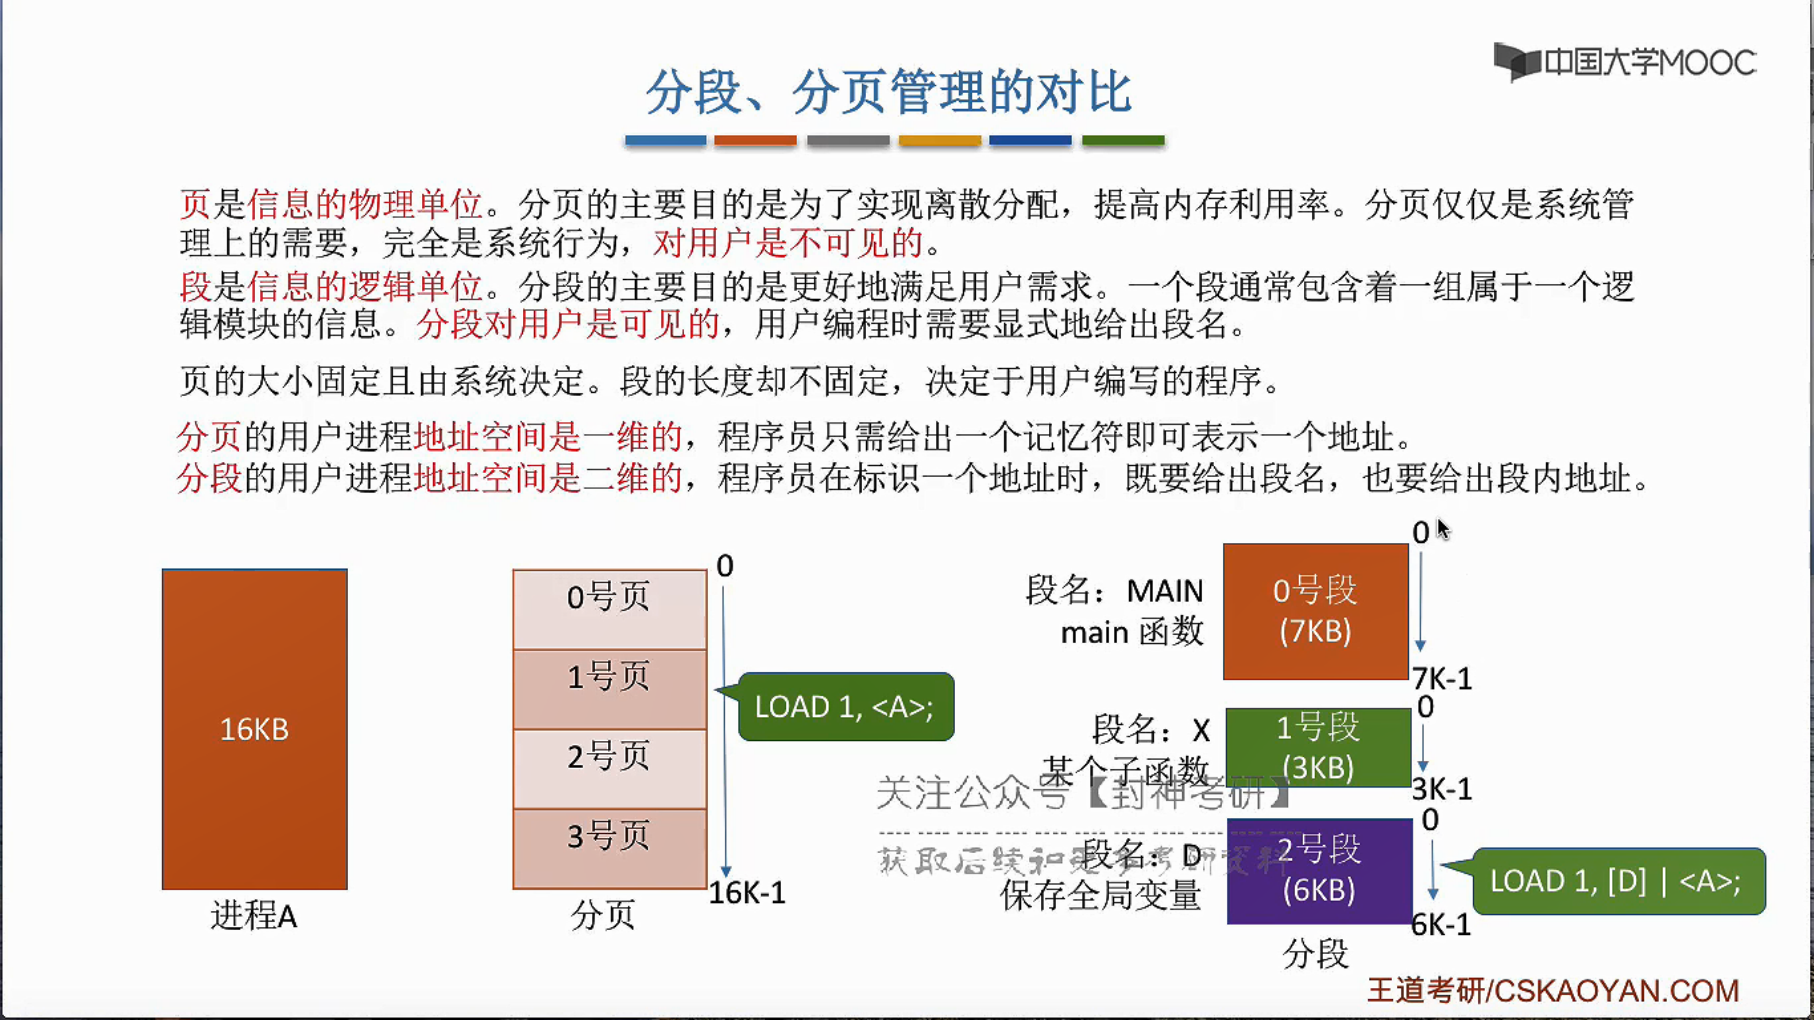 中国大学MOOC
分段、分页管理的对比
页是信息的物理单位。分页的主要目的是为了实现离散分配，提高内存利用率。分页仅仅是系统管
理上的需要，完全是系统行为，对用户是不可见的。
段是信息的逻辑单位。分段的主要目的是更好地满足用户需求。一个段通常包含着一组属于一个逻
辑模块的信息。分段对用户是可见的，用户编程时需要显式地给出段名。
页的大小固定且由系统决定。段的长度却不固定，决定于用户编写的程序。
分页的用户进程地址空间是一维的，程序员只需给出一个记忆符即可表示一个地址。
分段的用户进程地址空间是二维的，程序员在标识一个地址时，既要给出段名，也要给出段内地址。
16KB
进程A
0号页
1号页
2号页
3号页
分页
0
16K-1
LOAD 1, <A>;
段名：MAIN
main 函数
0号段
(7KB)
0
7K-1
段名：X
某个子函数
1号段
(3KB)
0
3K-1
段名：D
保存全局变量
2号段
(6KB)
0
6K-1
分段
LOAD 1, [D] | <A>;
关注公众号【封神考研】
获取后续和更多考研资料
王道考研/CSKAOYAN.COM